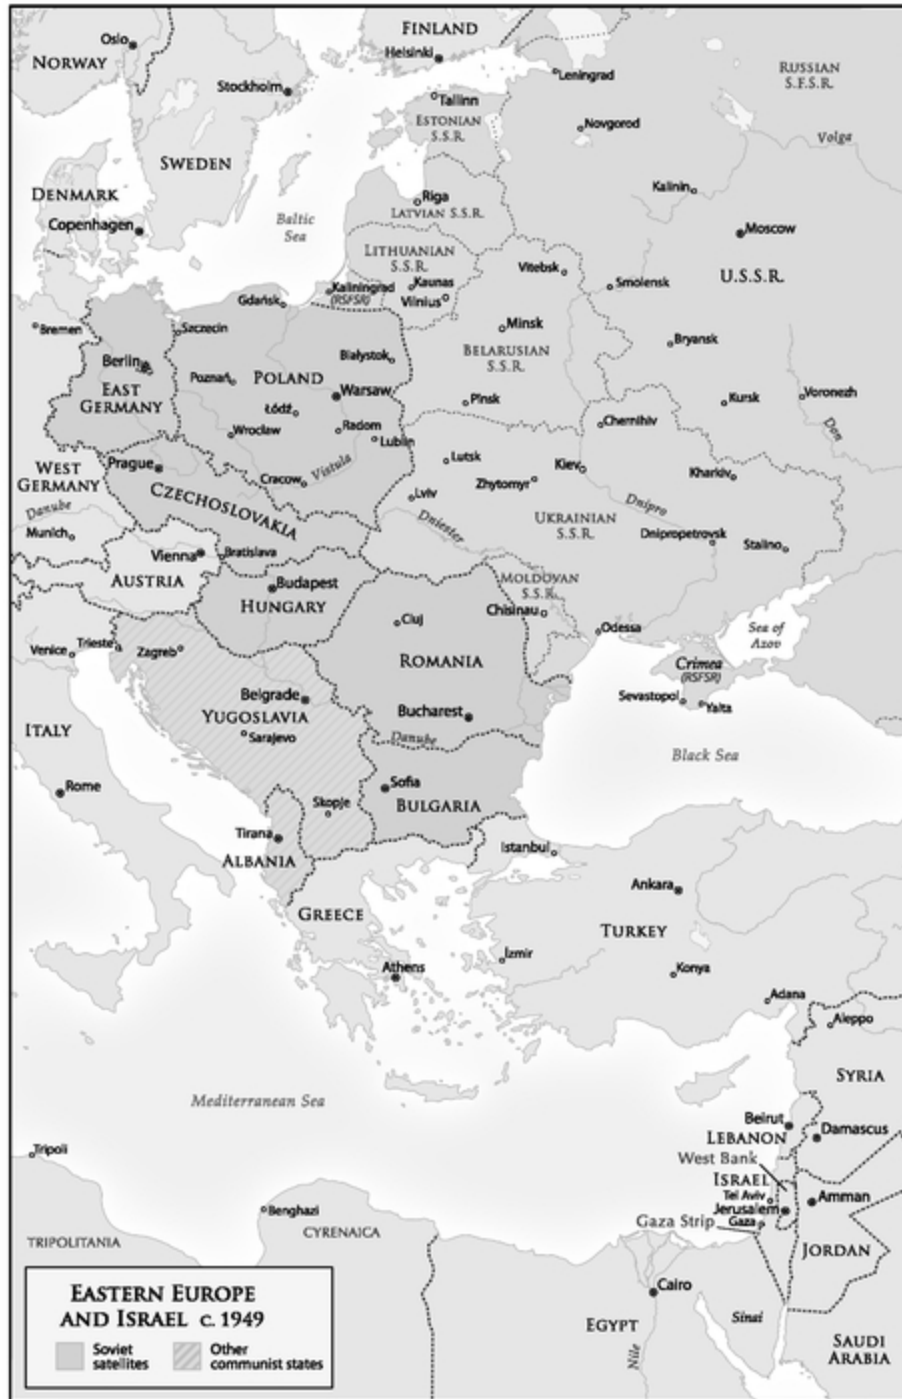 FINLAND
Oslo
Helsinki
NORWAY
Leningrad
RUSSIAN
S.F.S.R.
Stockholm
Tallinn
ESTONIAN
S.S.R.
Novgorod
Volga
SWEDEN
DENMARK
Kalinin
Riga
LATVIAN S.S.R.
Copenhagen
Baltic
Sea
Moscow
LITHUANIAN
S.S.R.
Vitebsk
U.S.S.R.
Kaunas
Smolensk
Kaliningrad
(RSFSR)
Vilnius
Gdańsk
Bremen
Szczecin
Minsk
Bryansk
BELARUSIAN
S.S.R.
Białystok
Berlin
Poznań
POLAND
EAST
GERMANY
Warsaw
Voronezh
Pinsk
Kursk
Łódź
Chernihiv
Don
Wrocław
Radom
Lublin
WEST
GERMANY
Prague
Vistula
Lutsk
Kiev
Kharkiv
Cracow
Zhytomyr
CZECHOSLOVAKIA
Lviv
Danube
Dnipro
Dniester
UKRAINIAN
S.S.R.
Munich
Dnipropetrovsk
Stalino
Vienna
Bratislava
AUSTRIA
Budapest
MOLDOVAN
S.S.R.
HUNGARY
Chisinau
Cluj
Odessa
Sea of
Azov
Trieste
Venice
Zagreb
ROMANIA
Crimea
(RSFSR)
Belgrade
Sevastopol
Yalta
YUGOSLAVIA
Bucharest
ITALY
Sarajevo
Danube
Black Sea
Rome
Sofia
BULGARIA
Skopje
Tirana
ALBANIA
Istanbul
Ankara
GREECE
TURKEY
Izmir
Athens
Konya
Adana
Aleppo
SYRIA
Mediterranean Sea
Beirut
LEBANON
Damascus
Tripoli
West Bank
ISRAEL
Tel Aviv
Amman
Jerusalem
Benghazi
Gaza Strip
Gaza
CYRENAICA
TRIPOLITANIA
JORDAN
Cairo
EGYPT
Sinai
Nile
SAUDI
ARABIA
EASTERN EUROPE
AND ISRAEL c. 1949
Soviet
satellites
Other
communist states